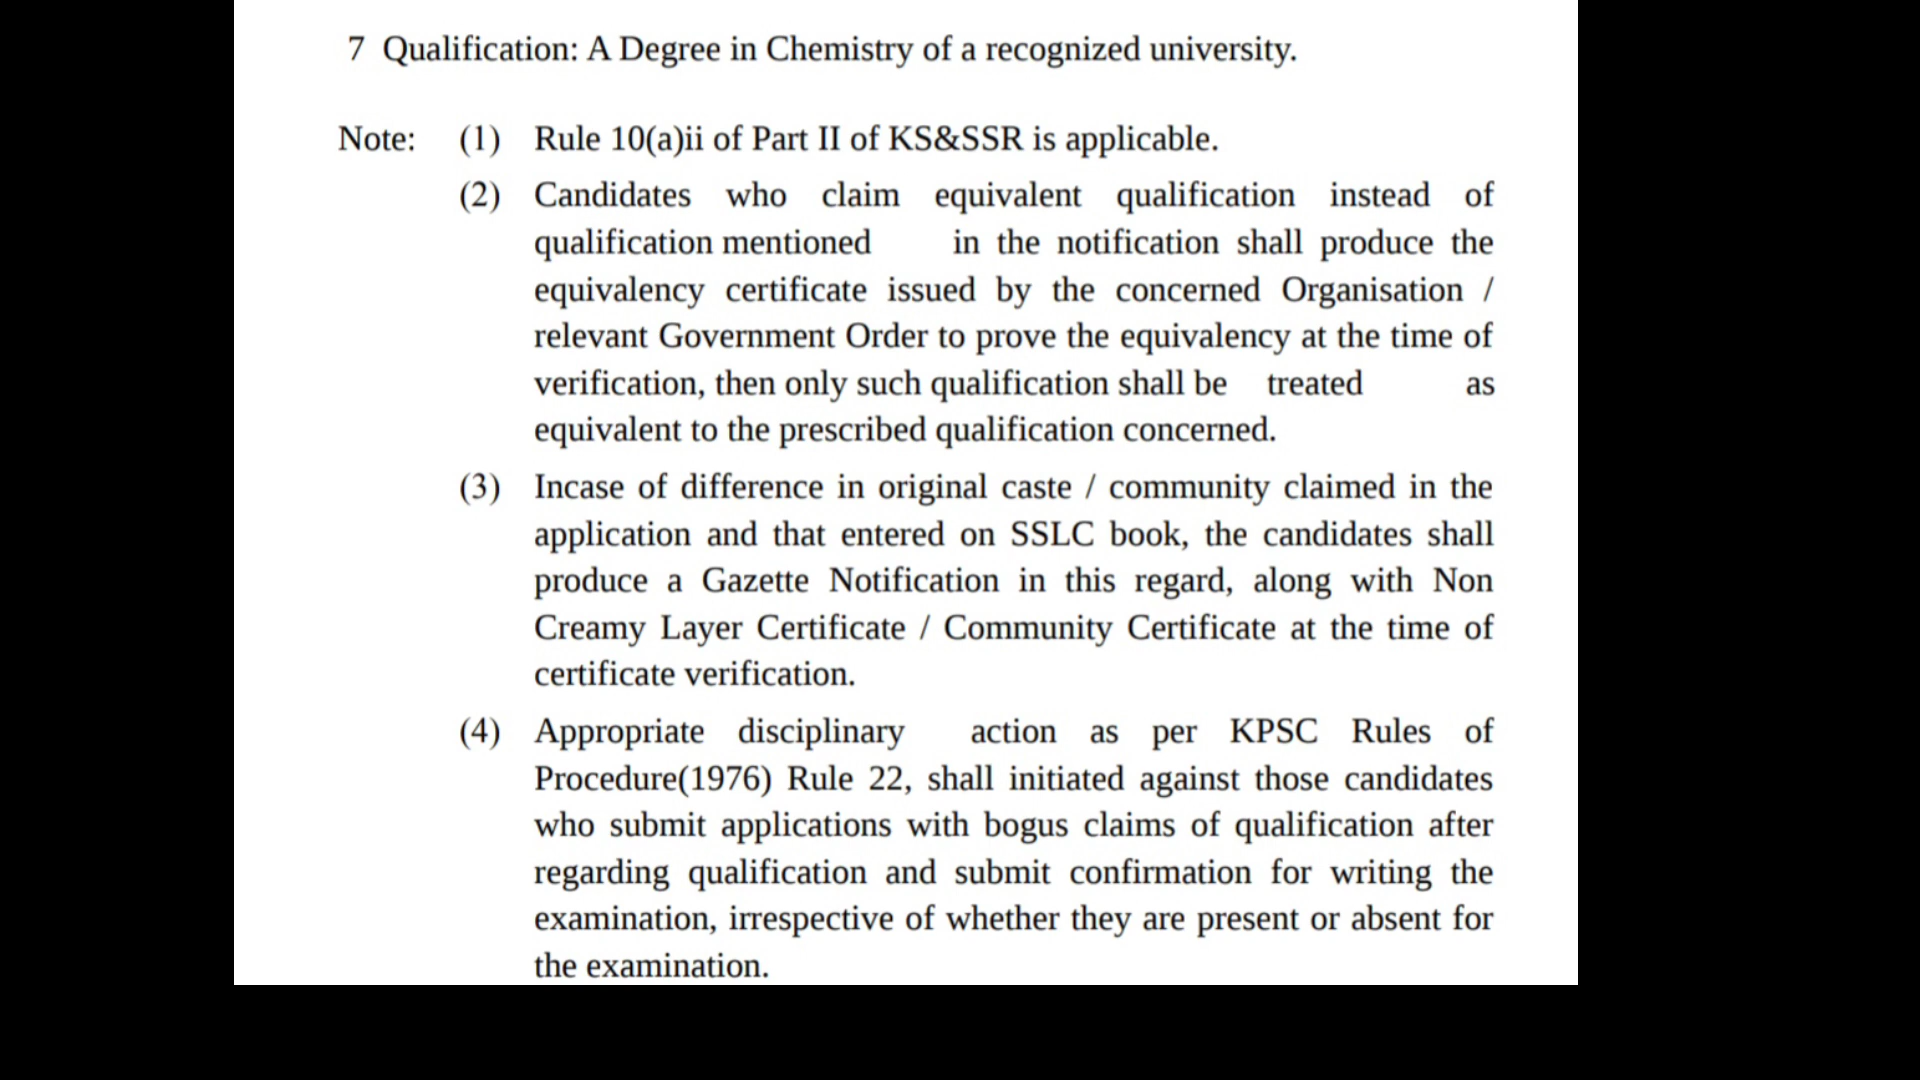 7 Qualification: A Degree in Chemistry of a recognized university.
Note: (1) Rule 10(a)ii of Part II of KS&SSR is applicable.
(2) Candidates who claim equivalent qualification instead of
qualification mentioned in the notification shall produce the
equivalency certificate issued by the concerned Organisation /
relevant Government Order to prove the equivalency at the time of
verification, then only such qualification shall be treated as
equivalent to the prescribed qualification concerned.
(3) Incase of difference in original caste / community claimed in the
application and that entered on SSLC book, the candidates shall
produce a Gazette Notification in this regard, along with Non
Creamy Layer Certificate / Community Certificate at the time of
certificate verification.
(4) Appropriate disciplinary action as per KPSC Rules of
Procedure(1976) Rule 22, shall initiated against those candidates
who submit applications with bogus claims of qualification after
regarding qualification and submit confirmation for writing the
examination, irrespective of whether they are present or absent for
the examination.